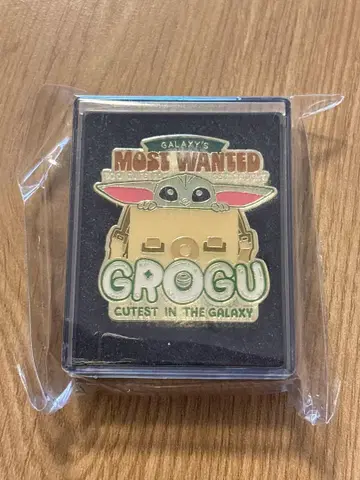 GALAXY'S
MOST WANTED
GROGU
CUTEST IN THE GALAXY